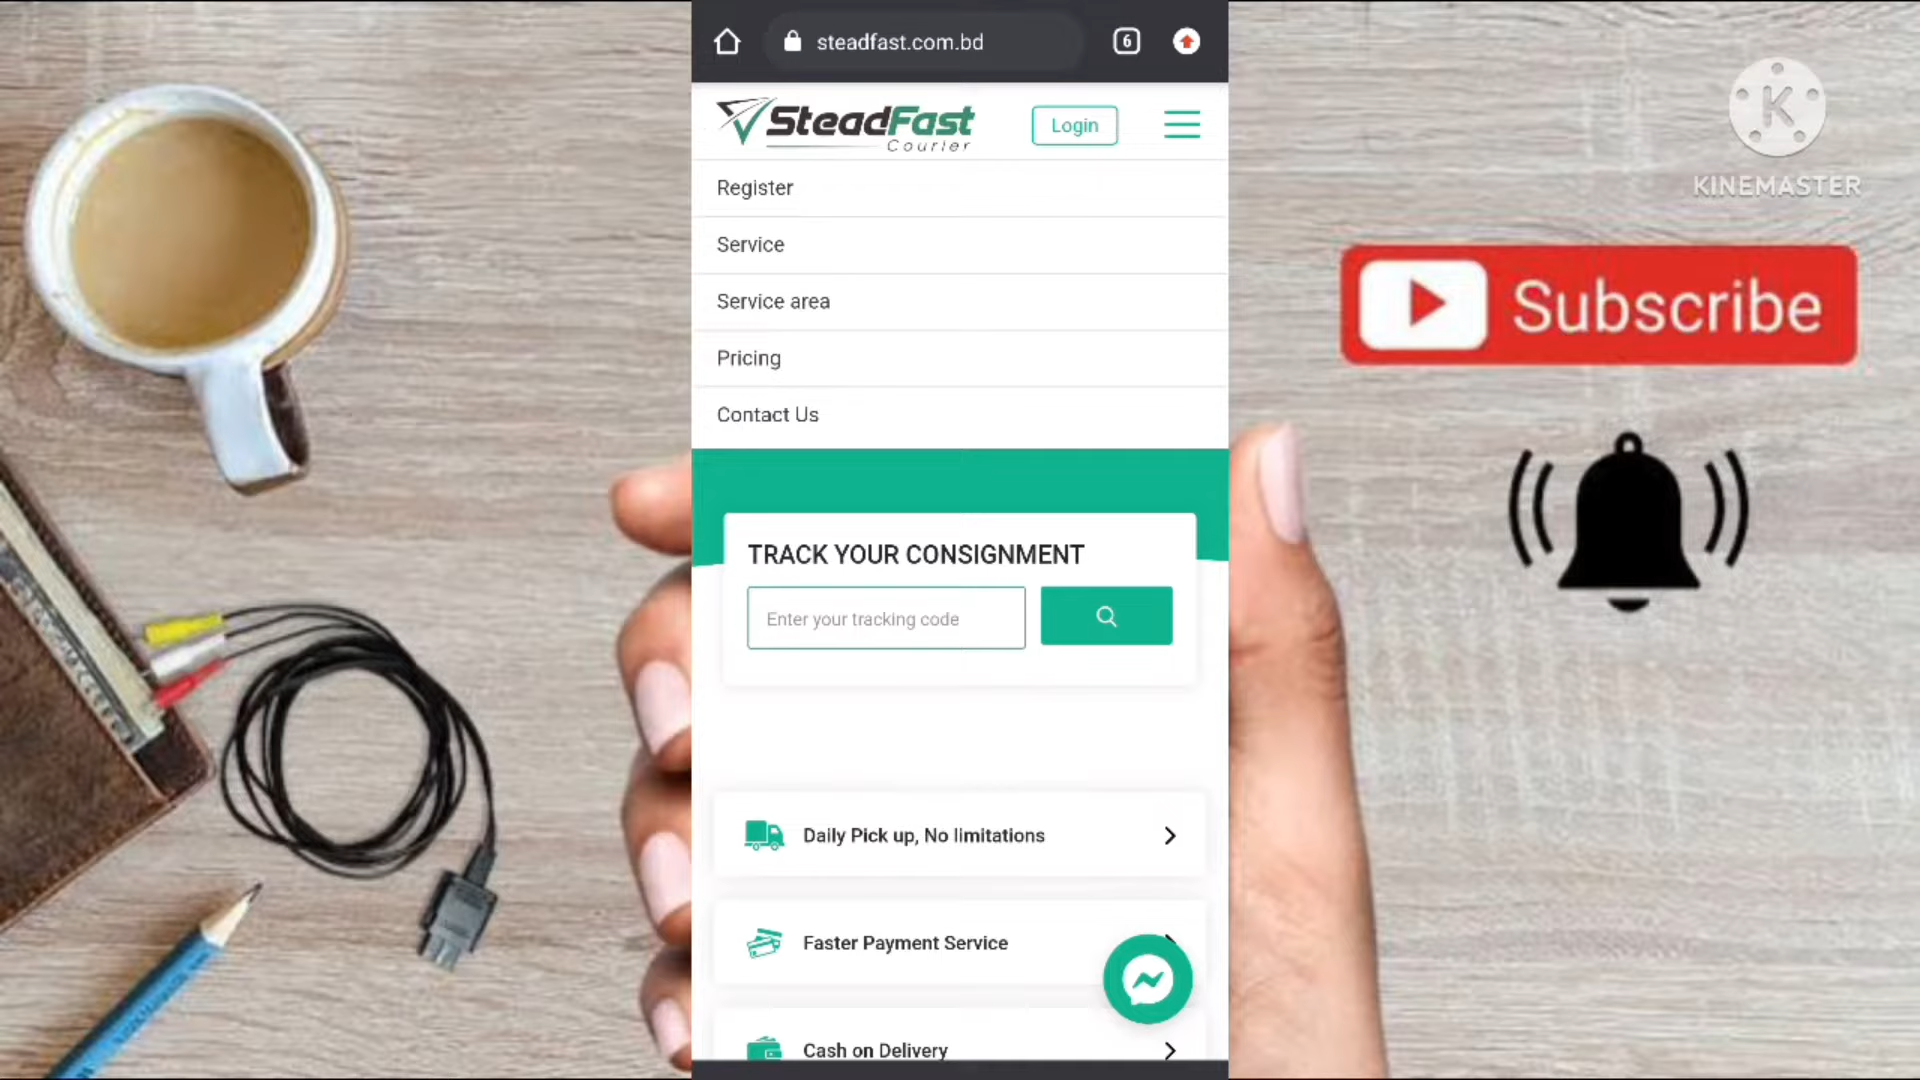 steadfast.com.bd
6
SteadFast
Courier
Login
Register
Service
Service area
Pricing
Contact Us
TRACK YOUR CONSIGNMENT
Enter your tracking code
Daily Pick up, No limitations
Faster Payment Service
Cash on Delivery
K
KINEMASTER
Subscribe